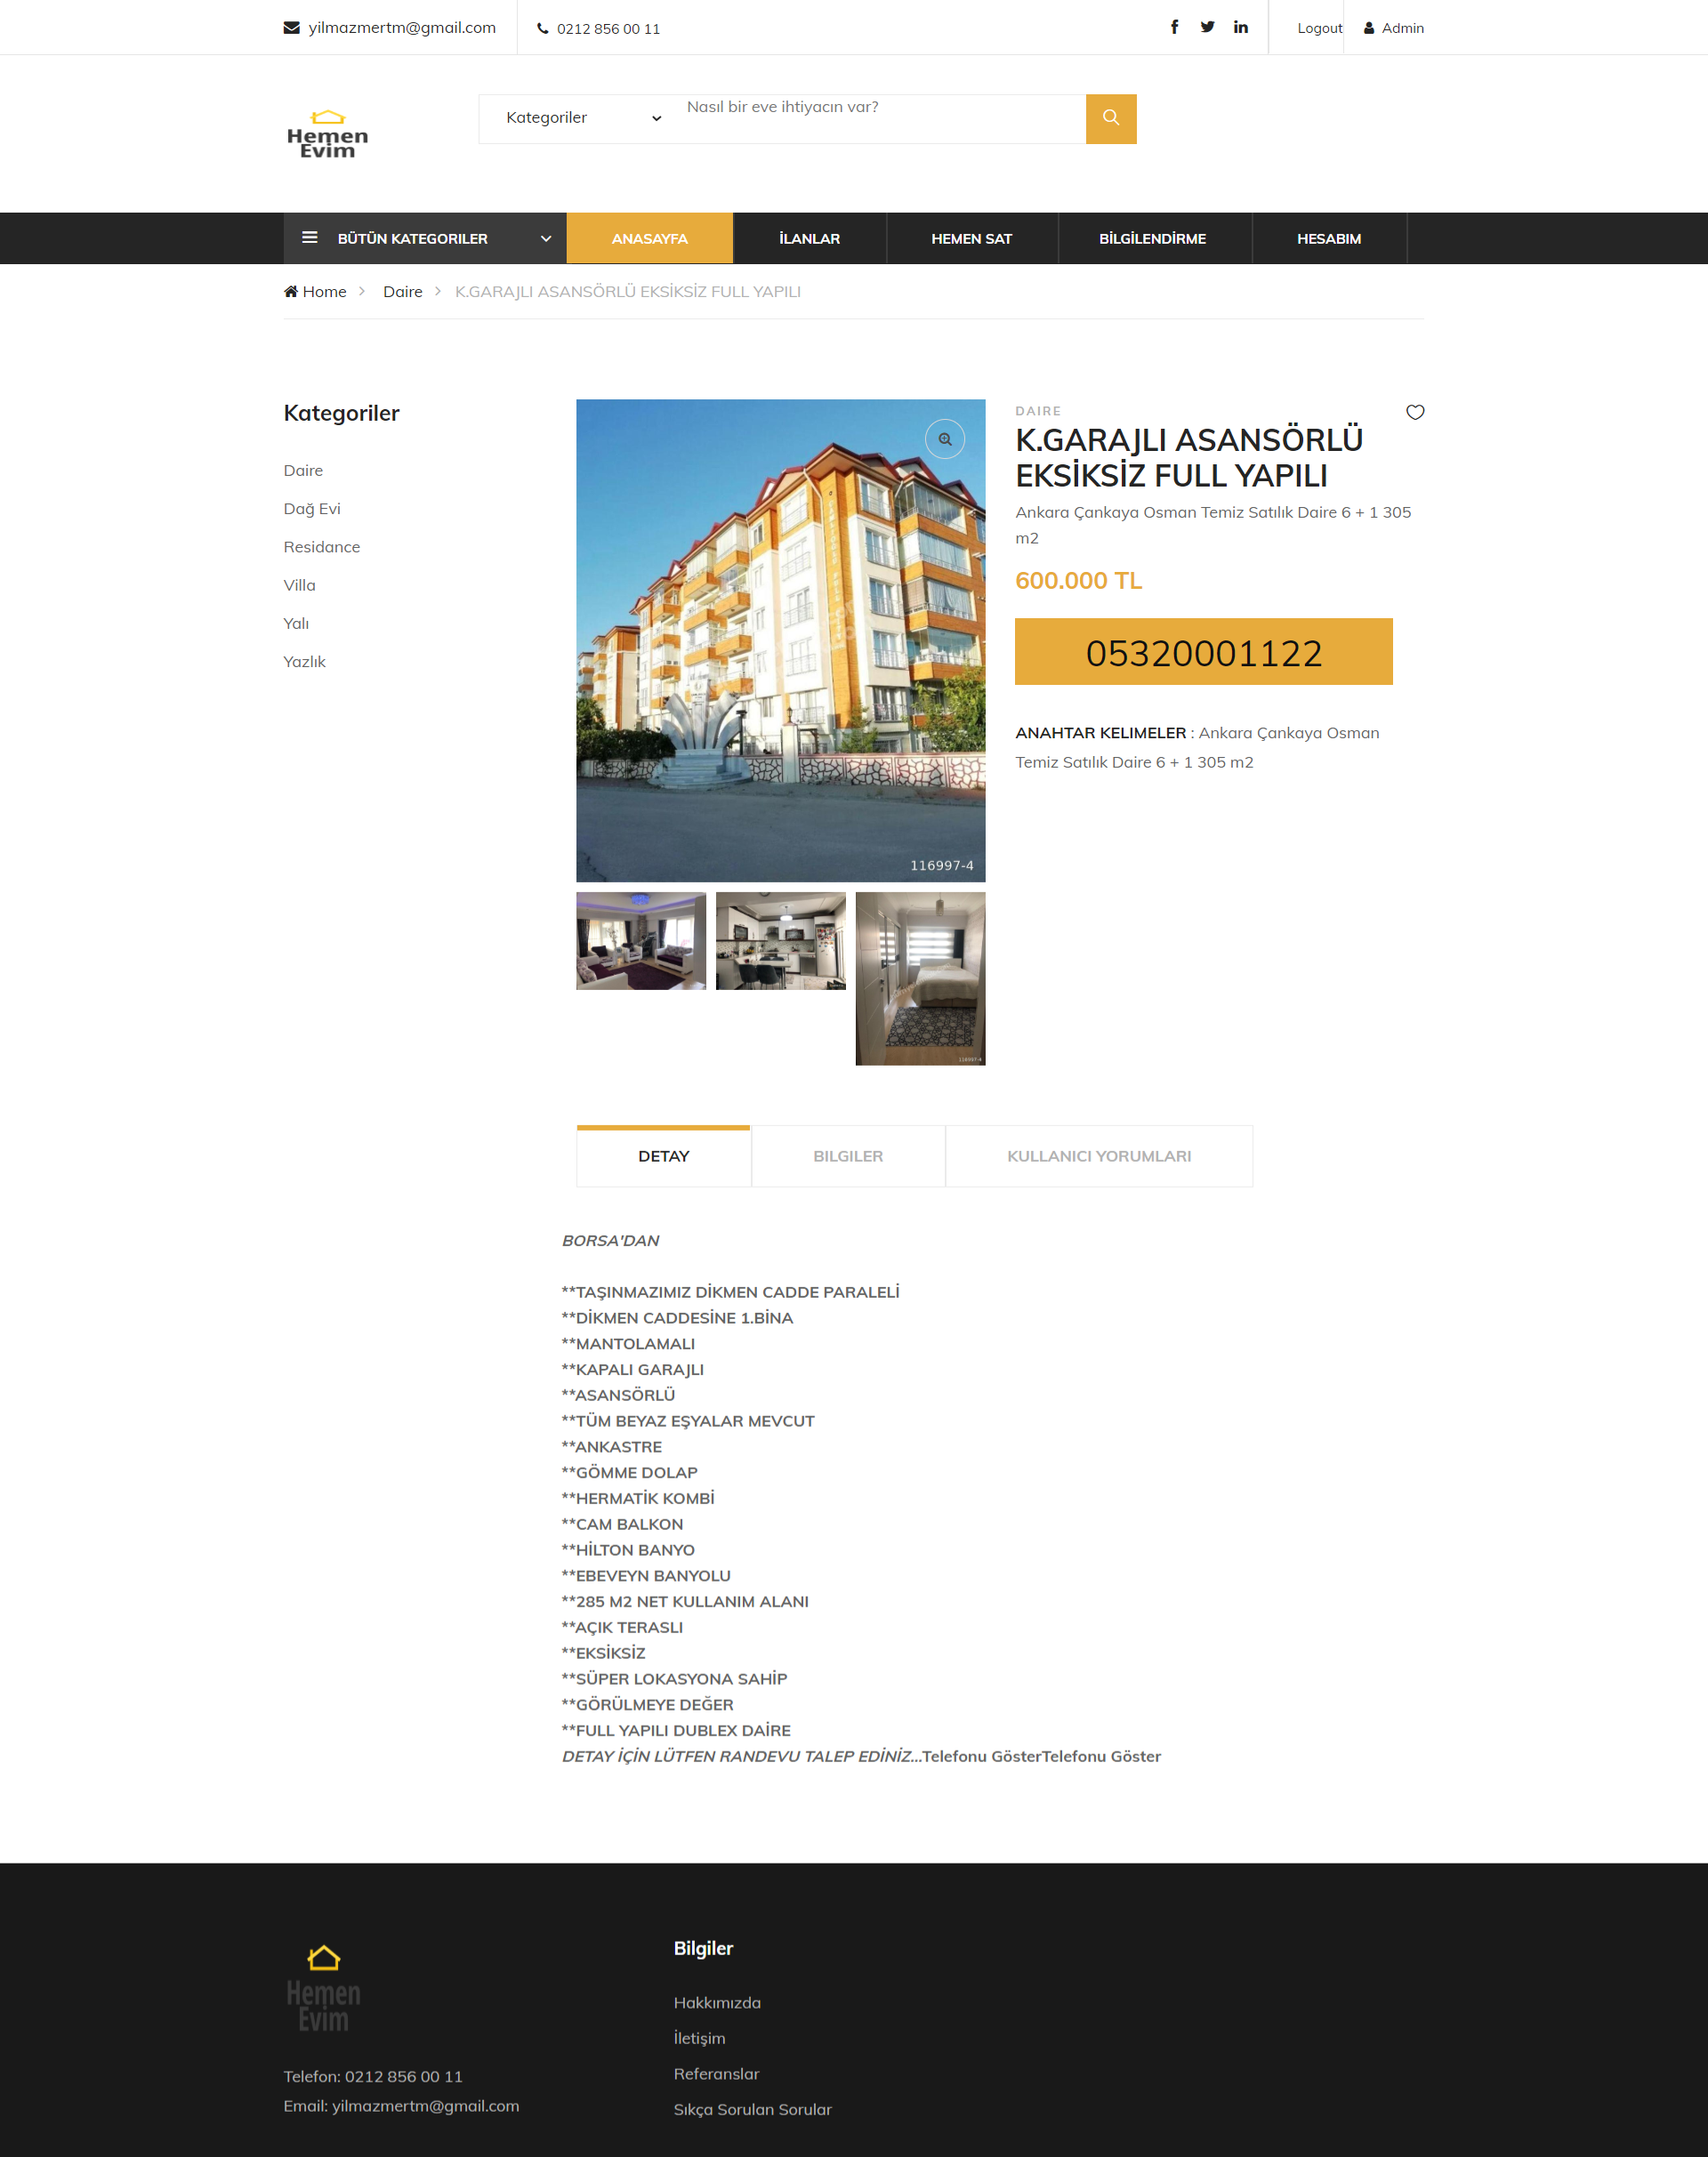 yilmazmertm@gmail.com
0212 856 00 11
Logout
Admin
Hemen
Evim
Kategoriler
Nasıl bir eve ihtiyacın var?
BÜTÜN KATEGORILER
ANASAYFA
İLANLAR
HEMEN SAT
BİLGİLENDİRME
HESABIM
Home
Daire
K.GARAJLI ASANSÖRLÜ EKSİKSİZ FULL YAPILI
Kategoriler
Daire
Dağ Evi
Residance
Villa
Yalı
Yazlık
116997-4
DAIRE
K.GARAJLI ASANSÖRLÜ
EKSİKSİZ FULL YAPILI
Ankara Çankaya Osman Temiz Satılık Daire 6 + 1 305
m2
600.000 TL
05320001122
ANAHTAR KELIMELER : Ankara Çankaya Osman
Temiz Satılık Daire 6 + 1 305 m2
116997-4
DETAY
BILGILER
KULLANICI YORUMLARI
BORSA'DAN
**TAŞINMAZIMIZ DİKMEN CADDE PARALELİ
**DİKMEN CADDESİNE 1.BİNA
**MANTOLAMALI
**KAPALI GARAJLI
**ASANSÖRLÜ
**TÜM BEYAZ EŞYALAR MEVCUT
**ANKASTRE
**GÖMME DOLAP
**HERMATİK KOMBİ
**CAM BALKON
**HİLTON BANYO
**EBEVEYN BANYOLU
**285 M2 NET KULLANIM ALANI
**AÇIK TERASLI
**EKSİKSİZ
**SÜPER LOKASYONA SAHİP
**GÖRÜLMEYE DEĞER
**FULL YAPILI DUBLEX DAİRE
DETAY İÇİN LÜTFEN RANDEVU TALEP EDİNİZ...Telefonu GösterTelefonu Göster
Hemen
Evim
Telefon: 0212 856 00 11
Email: yilmazmertm@gmail.com
Bilgiler
Hakkımızda
İletişim
Referanslar
Sıkça Sorulan Sorular